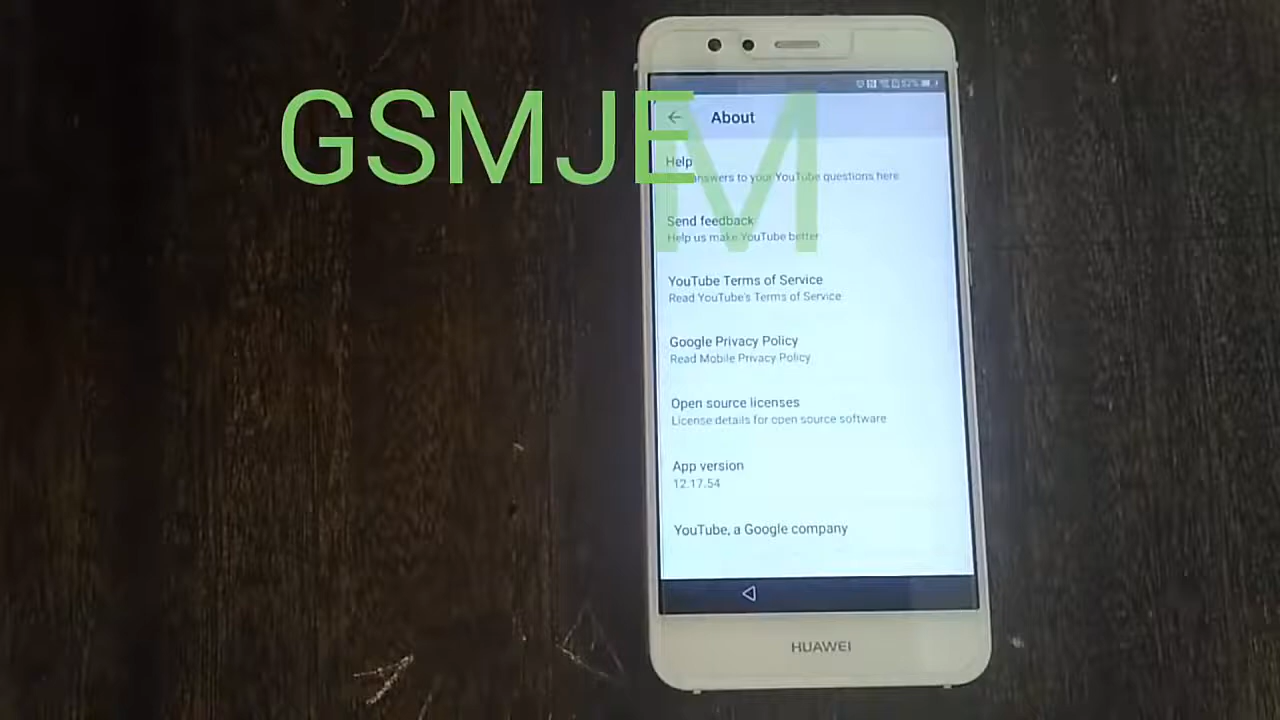 GSMJEM
About
Help
answers to your YouTube questions here
Send feedback
Help us make YouTube better
YouTube Terms of Service
Read YouTube's Terms of Service
Google Privacy Policy
Read Mobile Privacy Policy
Open source licenses
License details for open source software
App version
12.17.54
YouTube, a Google company
HUAWEI